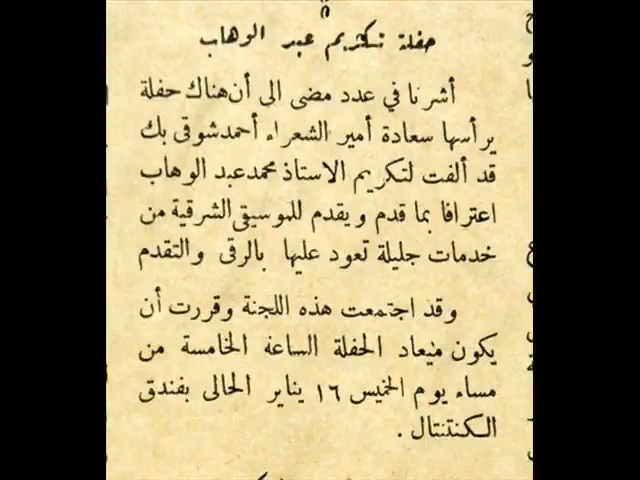 حفلة تكريم عبد الوهاب
أشرنا في عدد مضى الى أن هناك حفلة
يرأسها سعادة أمير الشعراء أحمد شوقى بك
قد ألفت لتكريم الاستاذ محمد عبد الوهاب
اعترافا بما قدم ويقدم للموسيقى الشرقية من
خدمات جليلة تعود عليها بالرقى والتقدم
وقد اجتمعت هذه اللجنة وقررت أن
يكون ميعاد الحفلة الساعة الخامسة من
مساء يوم الخميس ١٦ يناير الحالى بفندق
الكنتنتال .